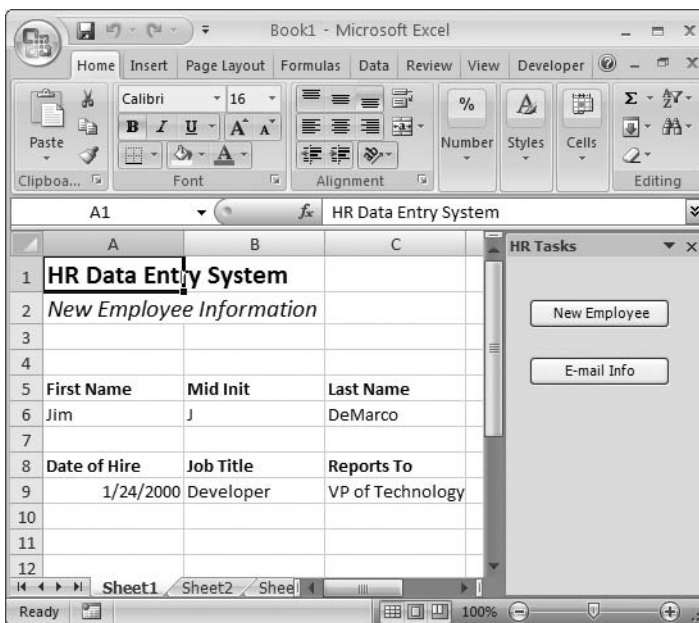 Book1 - Microsoft Excel
Home Insert Page Layout Formulas Data Review View Developer
Calibri 16
B I U A A
A
Paste Number Styles Cells
% A Σ
Clipboa... Font Alignment Editing
A1 fx HR Data Entry System
A B C HR Tasks
1 HR Data Entry System
2 New Employee Information New Employee
3
4 E-mail Info
5 First Name Mid Init Last Name
6 Jim J DeMarco
7
8 Date of Hire Job Title Reports To
9 1/24/2000 Developer VP of Technology
10
11
12
Sheet1 Sheet2 Shee
Ready 100%